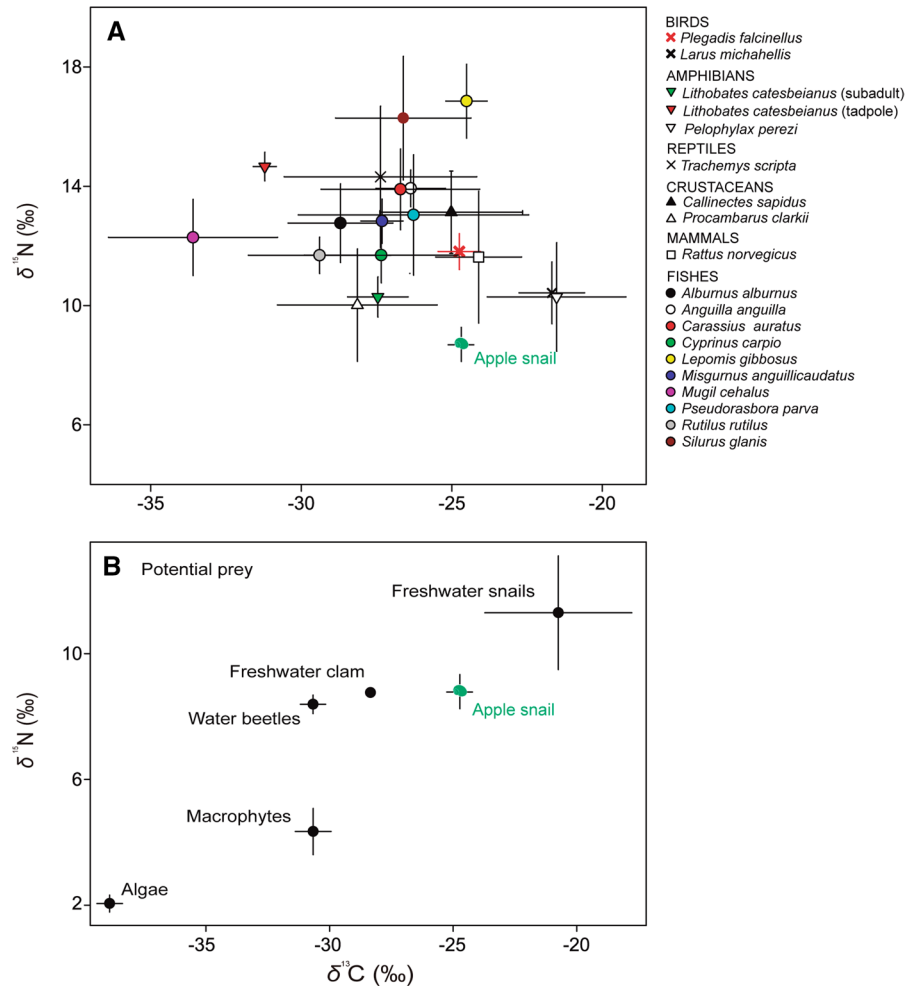 A
18
14
10
6
δ¹⁵N (‰)
Apple snail
-35
-30
-25
-20
BIRDS
Plegadis falcinellus
Larus michahellis
AMPHIBIANS
Lithobates catesbeianus (subadult)
Lithobates catesbeianus (tadpole)
Pelophylax perezi
REPTILES
Trachemys scripta
CRUSTACEANS
Callinectes sapidus
Procambarus clarkii
MAMMALS
Rattus norvegicus
FISHES
Alburnus alburnus
Anguilla anguilla
Carassius auratus
Cyprinus carpio
Lepomis gibbosus
Misgurnus anguillicaudatus
Mugil cehalus
Pseudorasbora parva
Rutilus rutilus
Silurus glanis
B
Potential prey
Freshwater snails
10
Freshwater clam
Water beetles
Apple snail
δ¹⁵N (‰)
6
Macrophytes
Algae
2
-35
-30
-25
-20
δ¹³C (‰)